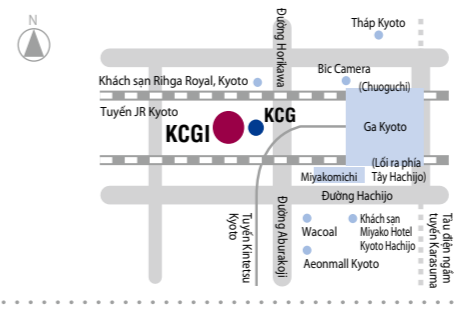 N
Đường Horikawa
Tháp Kyoto
Bic Camera
(Chuoguchi)
Khách sạn Rihga Royal, Kyoto
Tuyến JR Kyoto
KCGI
KCG
Ga Kyoto
(Lối ra phía
Tây Hachijo)
Miyakomichi
Đường Hachijo
Tuyến Kintetsu
Kyoto
Đường Aburakoji
Wacoal
Khách sạn
Miyako Hotel
Kyoto Hachijo
Aeonmall Kyoto
Tàu điện ngầm
tuyến Karasuma